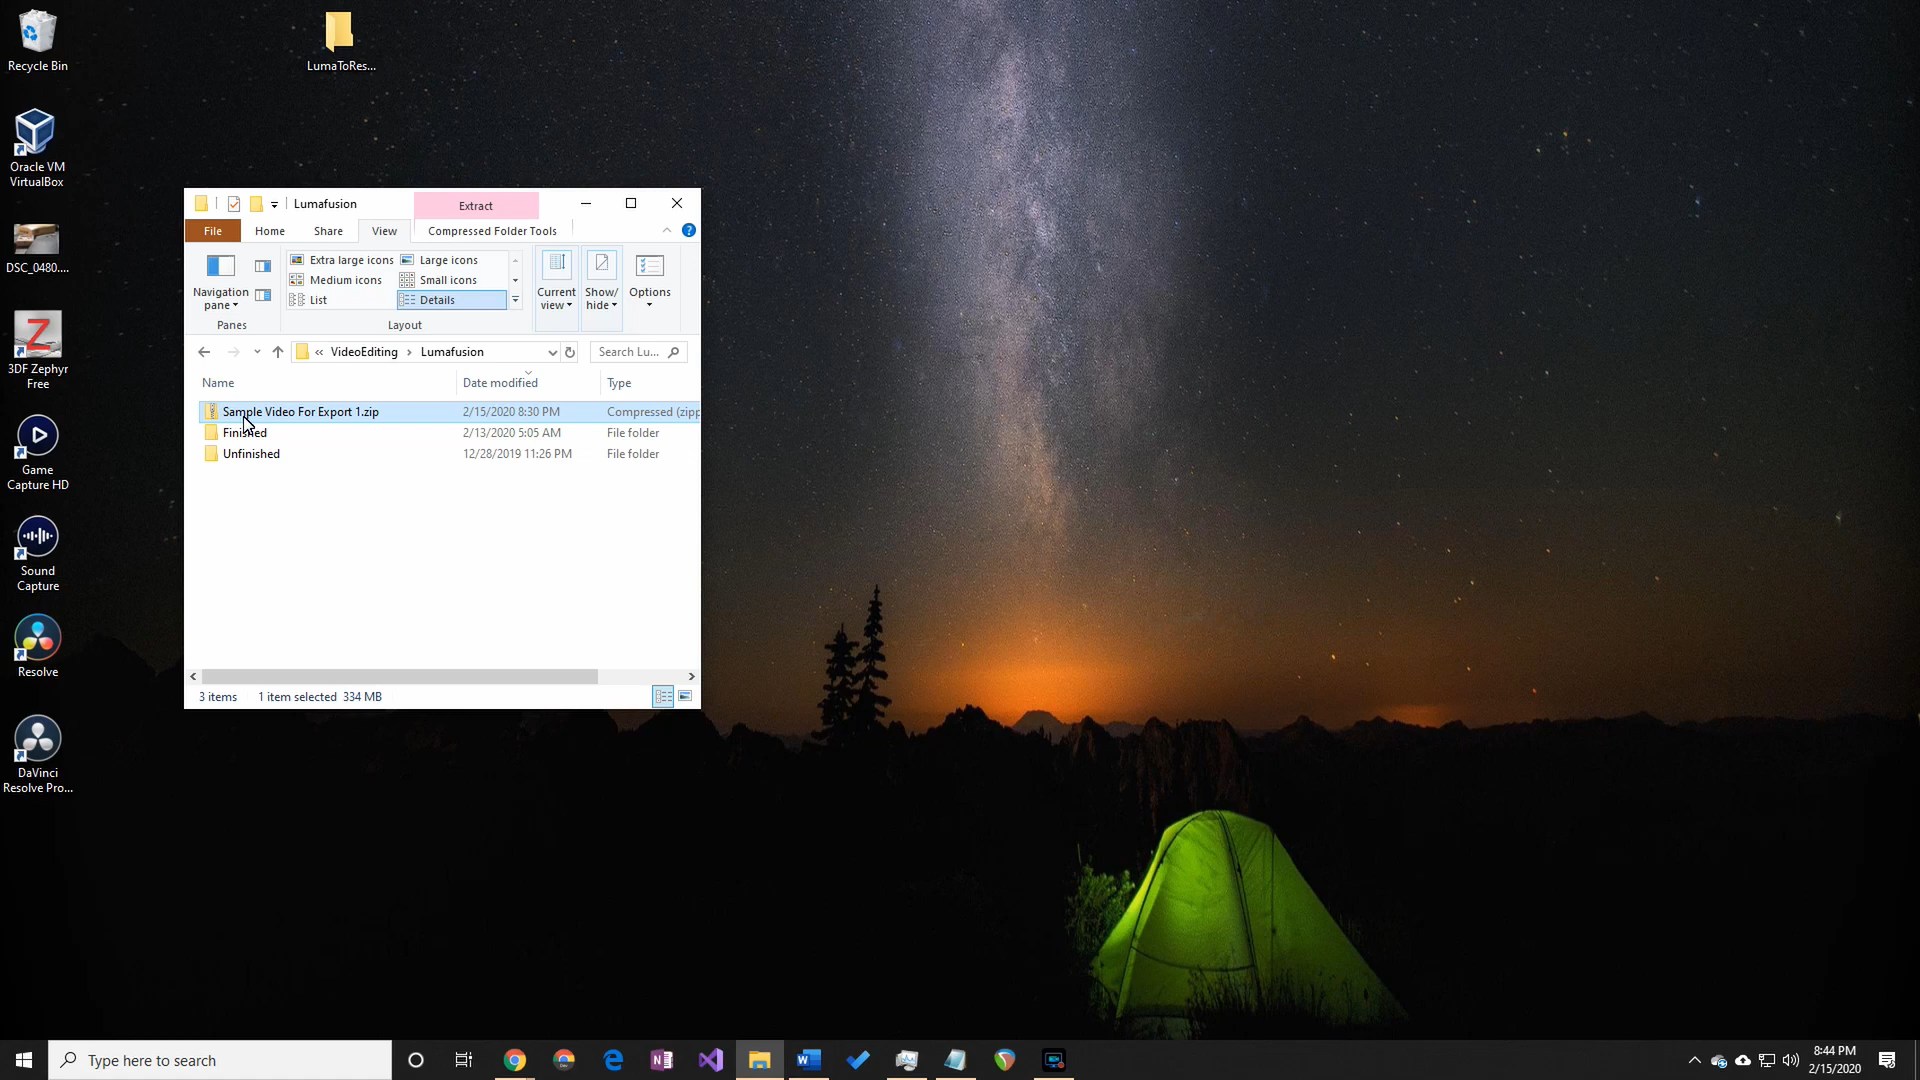 Recycle Bin
LumaToRes...
Oracle VM
VirtualBox
DSC_0480....
3DF Zephyr
Free
Game
Capture HD
Sound
Capture
Resolve
DaVinci
Resolve Pro...
Lumafusion
Extract
File
Home
Share
View
Compressed Folder Tools
Navigation
pane
Extra large icons
Large icons
Medium icons
Small icons
List
Details
Current
view
Show/
hide
Options
Panes
Layout
« VideoEditing › Lumafusion
Search Lu...
Name
Date modified
Type
Sample Video For Export 1.zip 2/15/2020 8:30 PM Compressed (zipp
Finished 2/13/2020 5:05 AM File folder
Unfinished 12/28/2019 11:26 PM File folder
3 items 1 item selected 334 MB
Type here to search
8:44 PM
2/15/2020